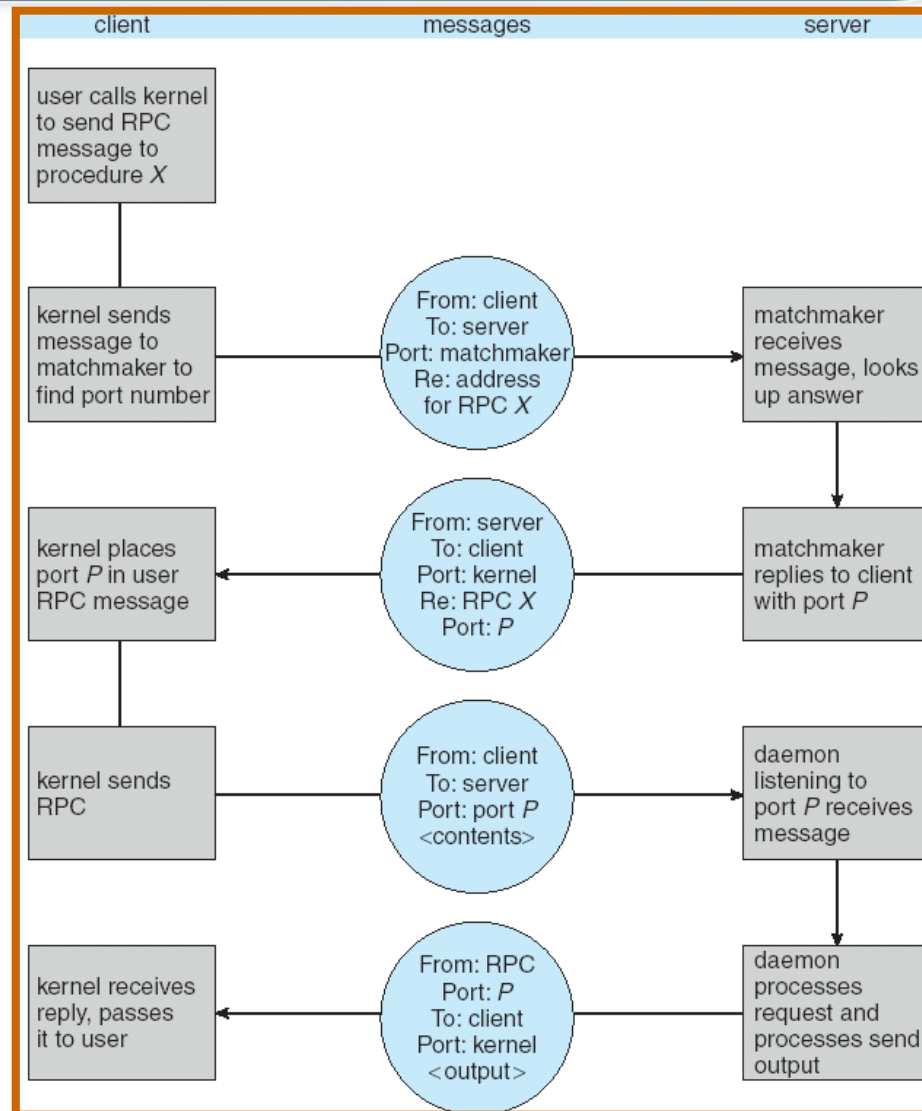 client messages server
user calls kernel
to send RPC
message to
procedure X
kernel sends
message to
matchmaker to
find port number
From: client
To: server
Port: matchmaker
Re: address
for RPC X
matchmaker
receives
message, looks
up answer
kernel places
port P in user
RPC message
From: server
To: client
Port: kernel
Re: RPC X
Port: P
matchmaker
replies to client
with port P
kernel sends
RPC
From: client
To: server
Port: port P
<contents>
daemon
listening to
port P receives
message
kernel receives
reply, passes
it to user
From: RPC
Port: P
To: client
Port: kernel
<output>
daemon
processes
request and
processes send
output